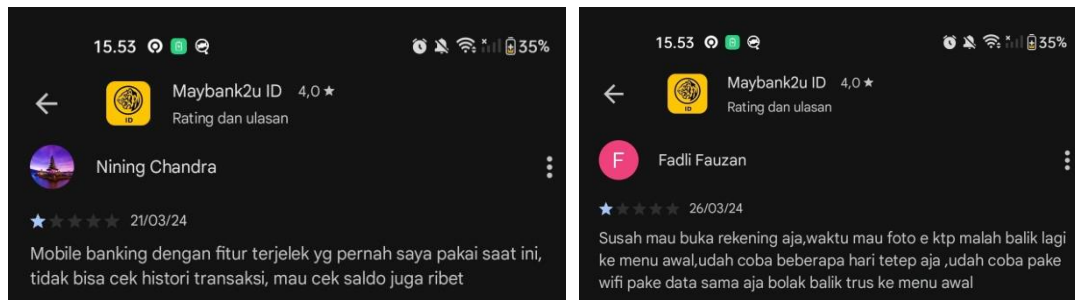 15.53
35%
Maybank2u ID 4,0 ★
ID
Rating dan ulasan
Nining Chandra
21/03/24
Mobile banking dengan fitur terjelek yg pernah saya pakai saat ini,
tidak bisa cek histori transaksi, mau cek saldo juga ribet
15.53
35%
Maybank2u ID 4,0 ★
ID
Rating dan ulasan
F
Fadli Fauzan
26/03/24
Susah mau buka rekening aja,waktu mau foto e ktp malah balik lagi
ke menu awal,udah coba beberapa hari tetep aja ,udah coba pake
wifi pake data sama aja bolak balik trus ke menu awal